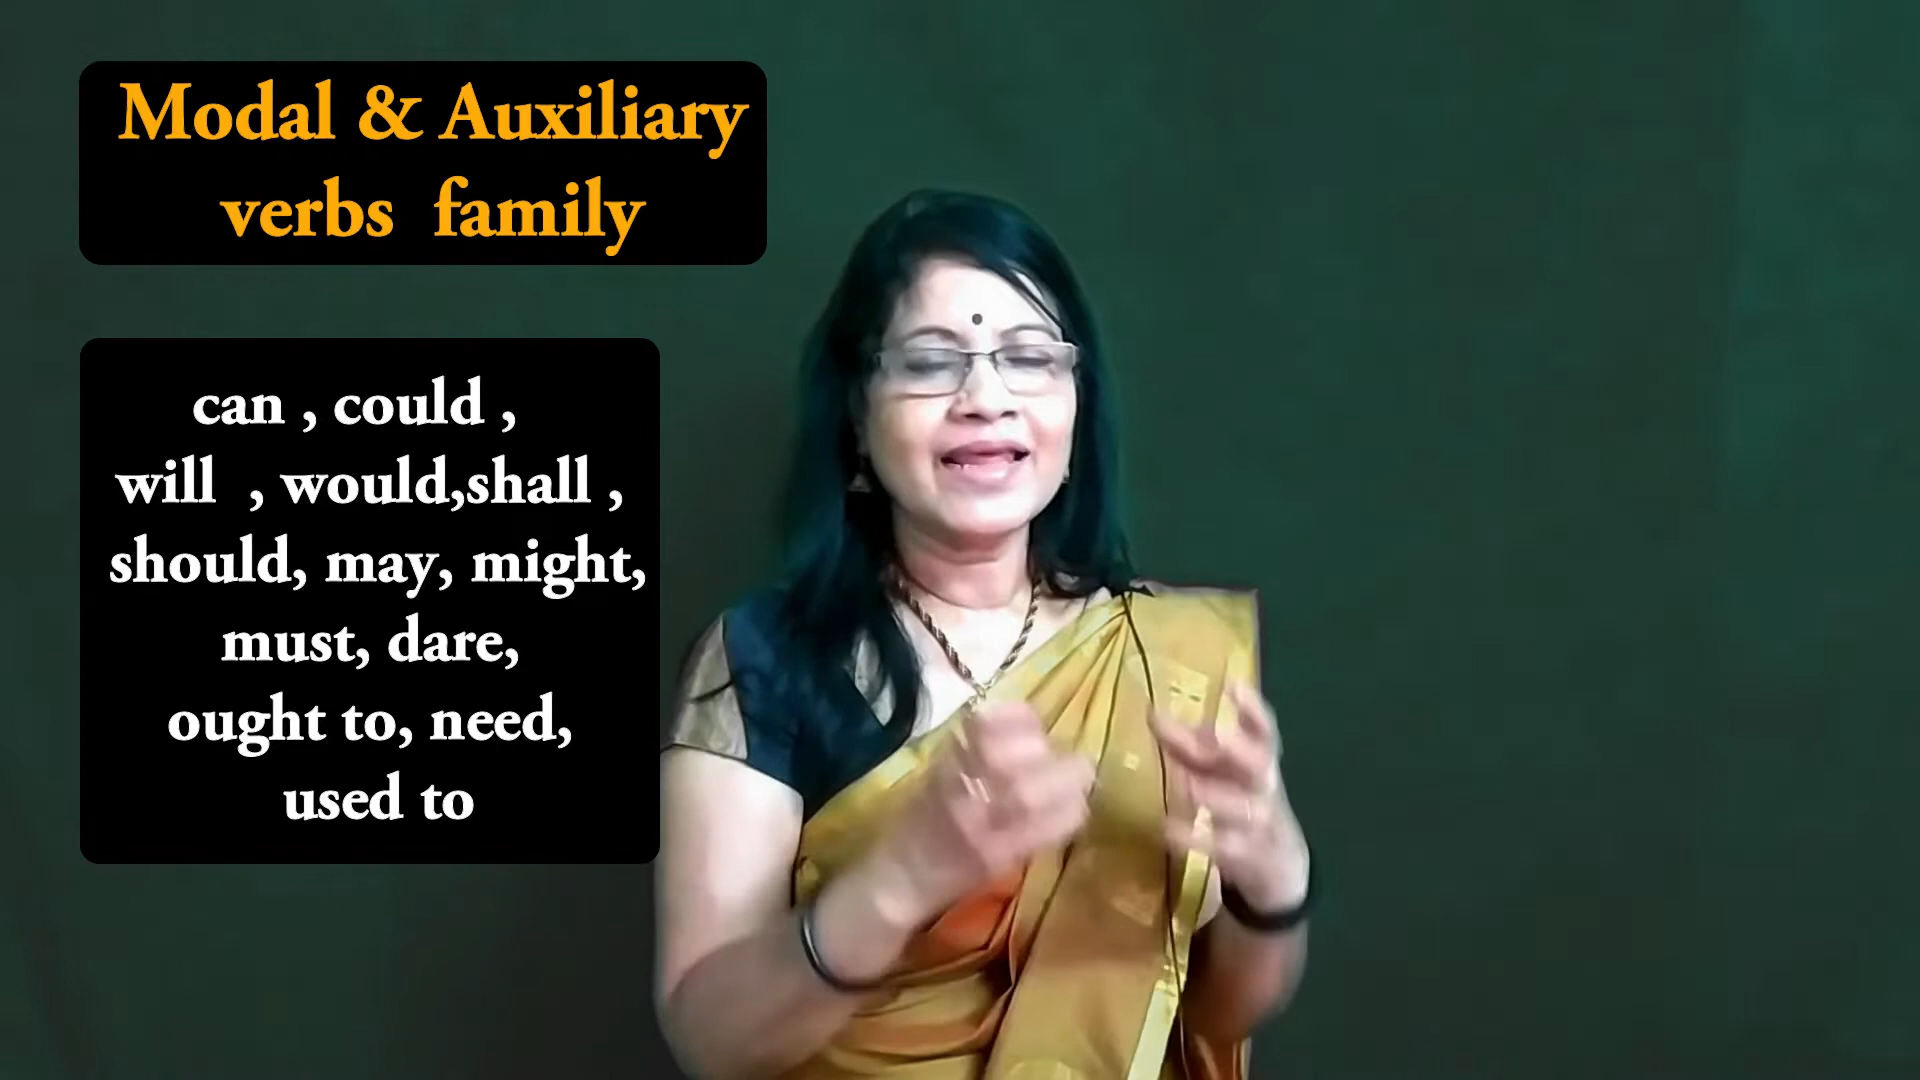 Modal & Auxiliary
verbs family
can , could ,
will , would,shall ,
should, may, might,
must, dare,
ought to, need,
used to